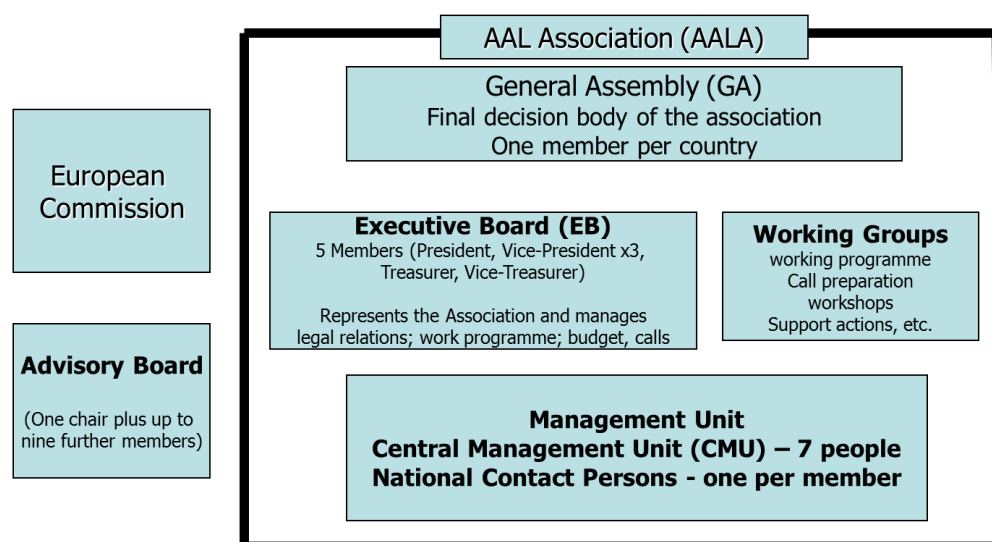 AAL Association (AALA)
General Assembly (GA)
Final decision body of the association
One member per country
European
Commission
Executive Board (EB)
5 Members (President, Vice-President x3,
Treasurer, Vice-Treasurer)
Represents the Association and manages
legal relations; work programme; budget, calls
Working Groups
working programme
Call preparation
workshops
Support actions, etc.
Advisory Board
(One chair plus up to
nine further members)
Management Unit
Central Management Unit (CMU) – 7 people
National Contact Persons - one per member